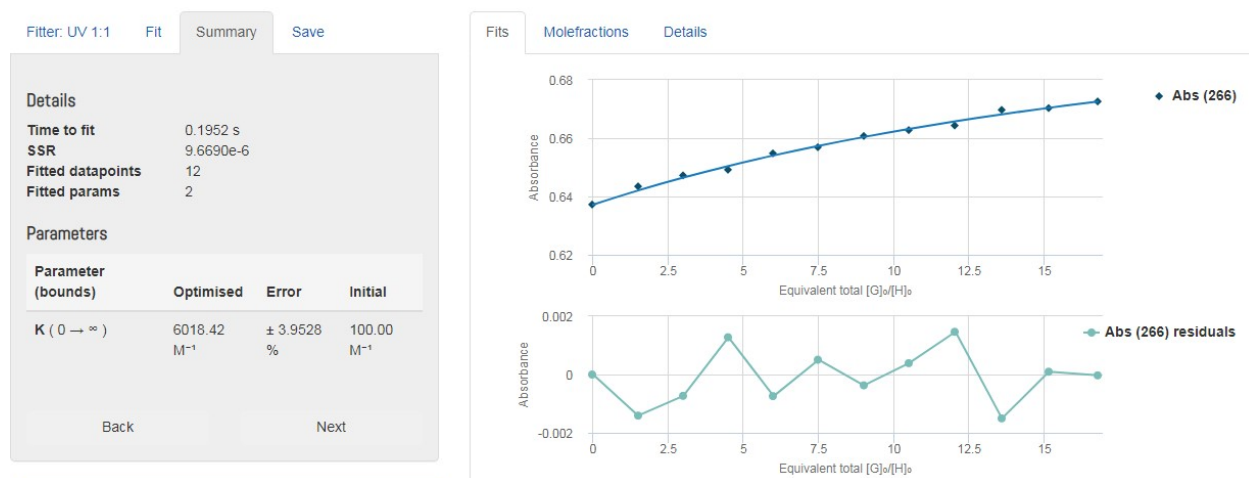 Fitter: UV 1:1 Fit Summary Save
Details
Time to fit 0.1952 s
SSR 9.6690e-6
Fitted datapoints 12
Fitted params 2
Parameters
Parameter (bounds) Optimised Error Initial
K ( 0 → ∞ ) 6018.42 M⁻¹ ± 3.9528 % 100.00 M⁻¹
Back Next
Fits Molefractions Details
0.68
0.66
0.64
0.62
Absorbance
0 2.5 5 7.5 10 12.5 15
Equivalent total [G]₀/[H]₀
Abs (266)
0.002
0
-0.002
Absorbance
0 2.5 5 7.5 10 12.5 15
Equivalent total [G]₀/[H]₀
Abs (266) residuals